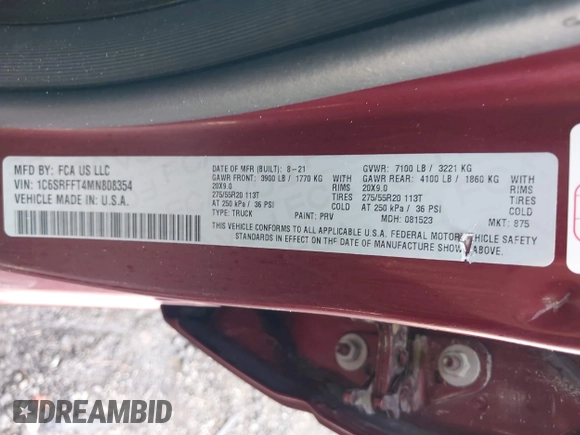 MFD BY: FCA US LLC
VIN: 1C6SRFFT4MN808354
VEHICLE MADE IN U.S.A.
DATE OF MFR (BUILT): 8-21
GAWR FRONT: 3900 LB / 1770 KG
20X9.0
275/55R20 113T TIRES
AT 250 kPa / 36 PSI COLD
TYPE: TRUCK PAINT: PRV
GVWR: 7100 LB / 3221 KG
GAWR REAR: 4100 LB / 1860 KG
20X9.0
275/55R20 113T TIRES
AT 250 kPa / 36 PSI COLD
MDH: 081523 MKT: 875
THIS VEHICLE CONFORMS TO ALL APPLICABLE U.S.A. FEDERAL MOTOR VEHICLE SAFETY
STANDARDS IN EFFECT ON THE DATE OF MANUFACTURE SHOWN ABOVE.
DREAMBID